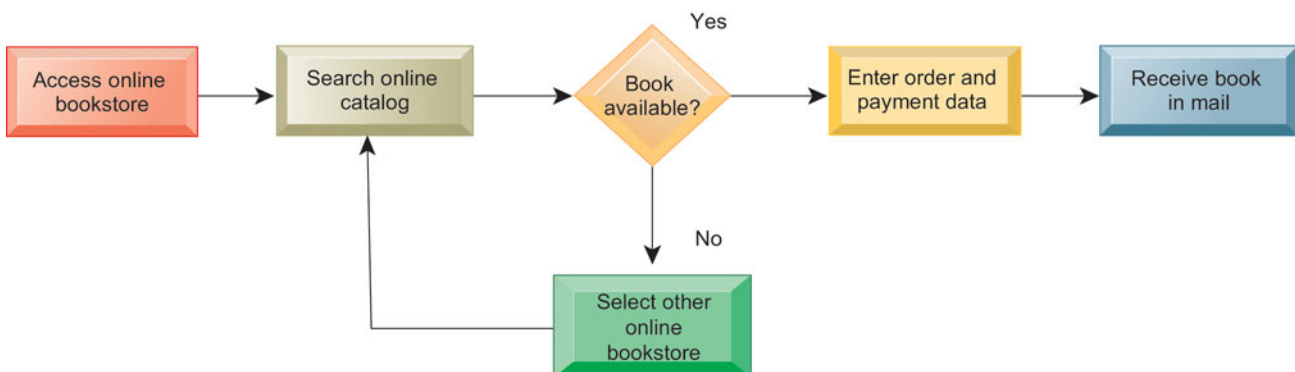 Access online
bookstore
Search online
catalog
Book
available?
Yes
Enter order and
payment data
Receive book
in mail
No
Select other
online
bookstore